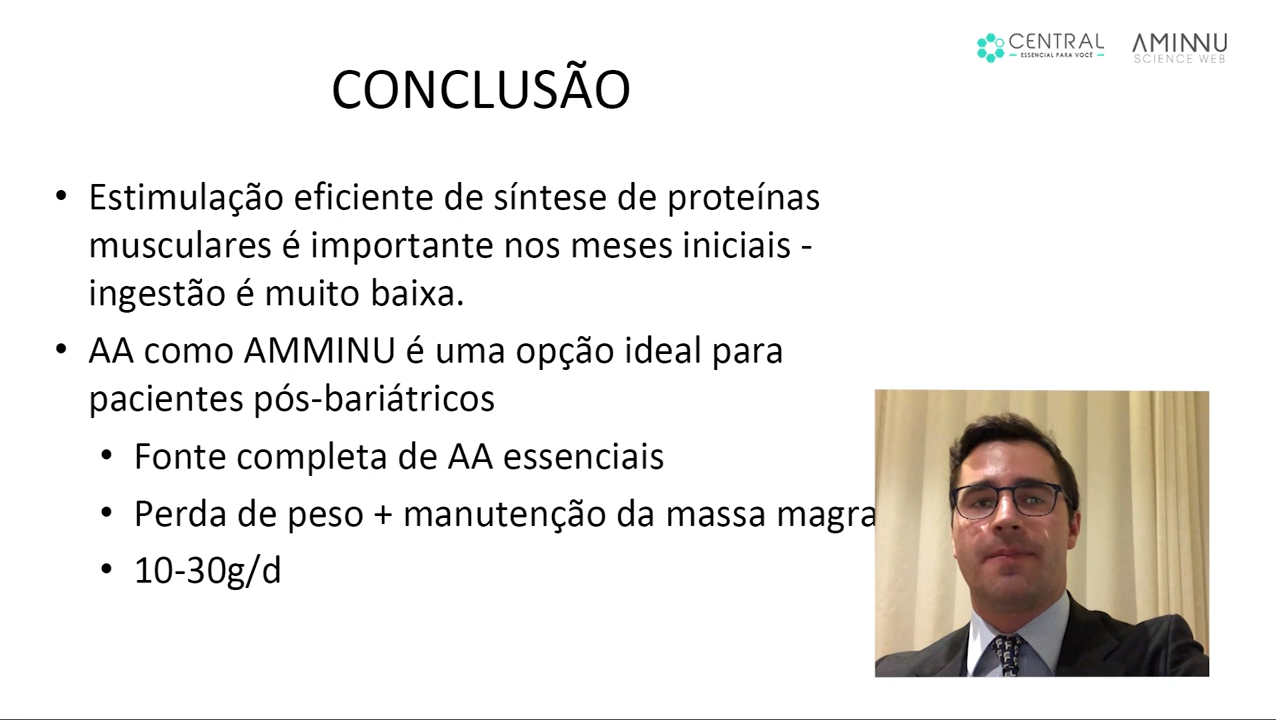 CENTRAL
ESSENCIAL PARA VOCÊ
AMINNU
SCIENCE WEB
CONCLUSÃO
• Estimulação eficiente de síntese de proteínas
musculares é importante nos meses iniciais -
ingestão é muito baixa.
• AA como AMMINU é uma opção ideal para
pacientes pós-bariátricos
• Fonte completa de AA essenciais
• Perda de peso + manutenção da massa magra
• 10-30g/d